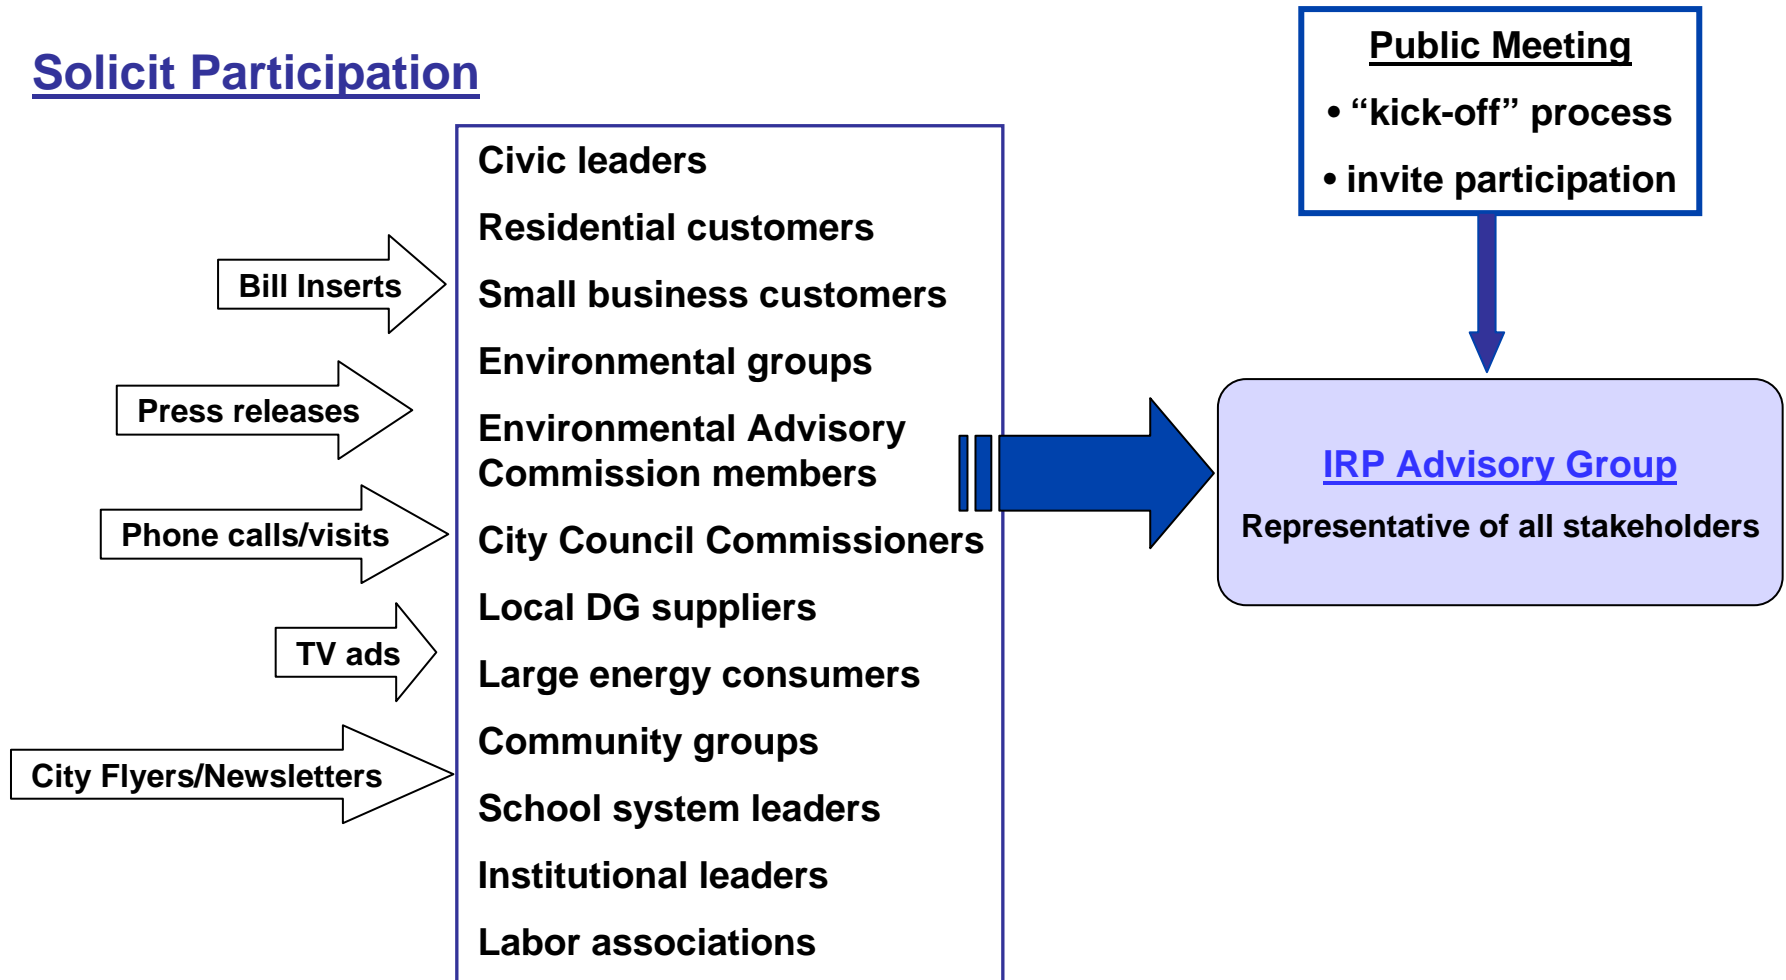 Solicit Participation
Bill Inserts
Press releases
Phone calls/visits
TV ads
City Flyers/Newsletters
Civic leaders
Residential customers
Small business customers
Environmental groups
Environmental Advisory
Commission members
City Council Commissioners
Local DG suppliers
Large energy consumers
Community groups
School system leaders
Institutional leaders
Labor associations
Public Meeting
• “kick-off” process
• invite participation
IRP Advisory Group
Representative of all stakeholders